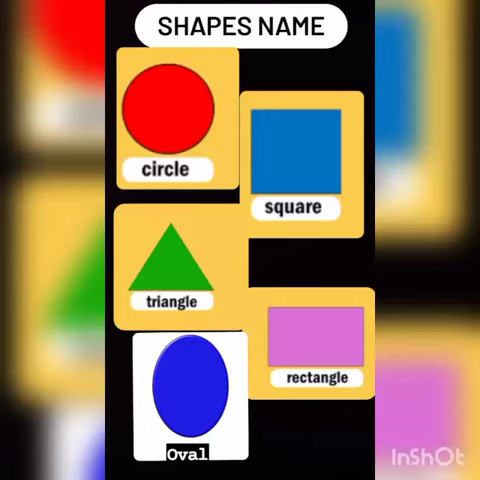 SHAPES NAME
circle
square
triangle
rectangle
Oval
InShOt